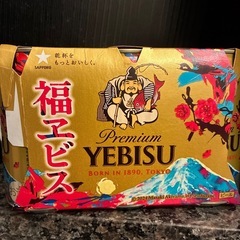 SAPPORO
乾杯を
もっとおいしく。
福ヱビス
Premium
YEBISU
BORN IN 1890, TOKYO